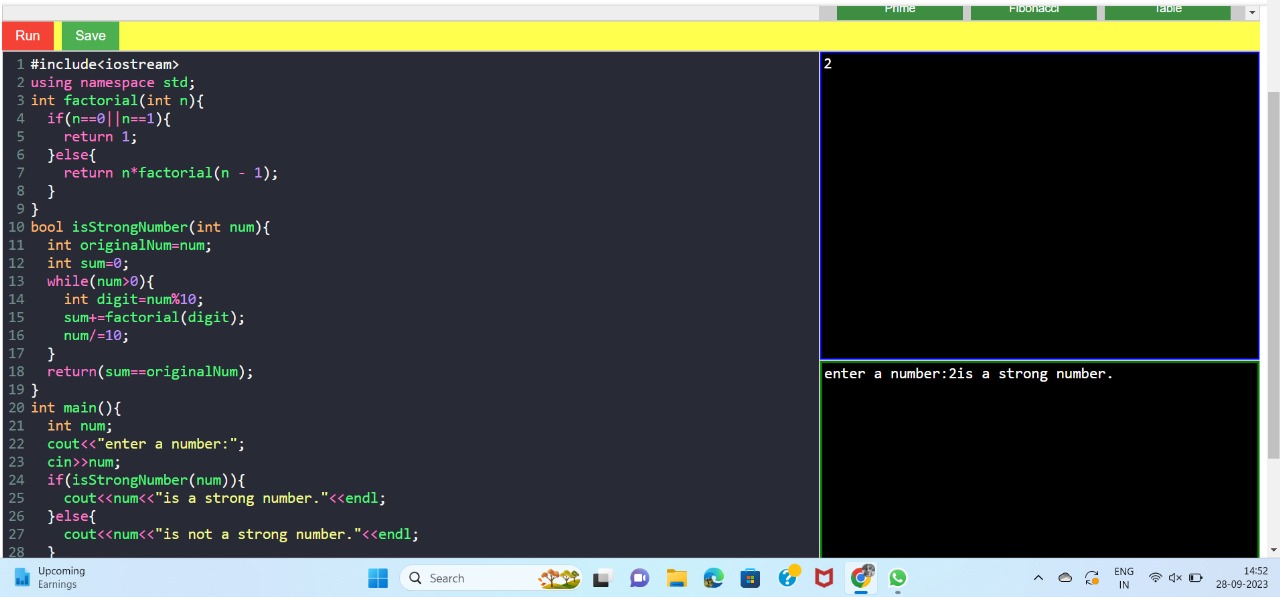 Prime Fibonacci Table
Run Save
1 #include<iostream>
2 using namespace std;
3 int factorial(int n){
4   if(n==0||n==1){
5     return 1;
6   }else{
7     return n*factorial(n - 1);
8   }
9 }
10 bool isStrongNumber(int num){
11   int originalNum=num;
12   int sum=0;
13   while(num>0){
14     int digit=num%10;
15     sum+=factorial(digit);
16     num/=10;
17   }
18   return(sum==originalNum);
19 }
20 int main(){
21   int num;
22   cout<<"enter a number:";
23   cin>>num;
24   if(isStrongNumber(num)){
25     cout<<num<<"is a strong number."<<endl;
26   }else{
27     cout<<num<<"is not a strong number."<<endl;
28   }
2
enter a number:2is a strong number.
Upcoming
Earnings
Search
ENG
IN
14:52
28-09-2023